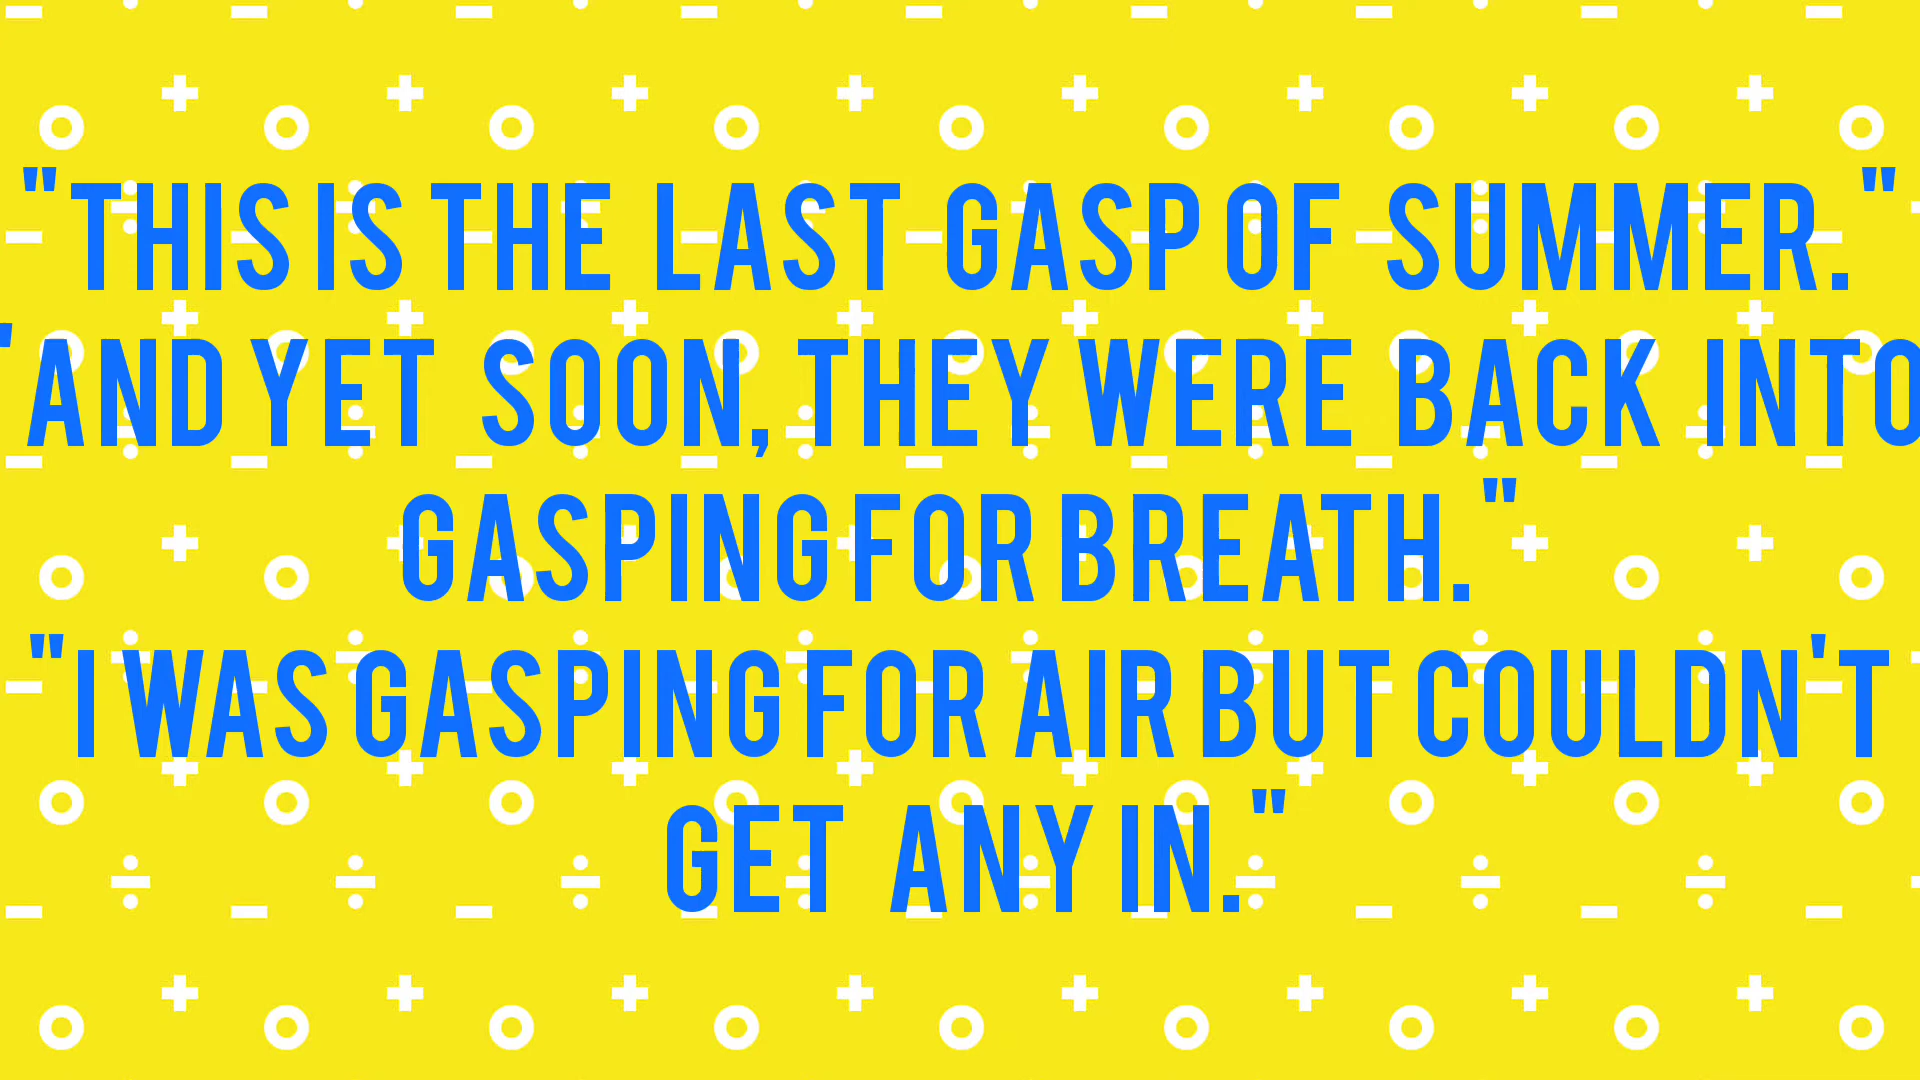 "THIS IS THE LAST GASP OF SUMMER."
"AND YET SOON, THEY WERE BACK INTO
GASPING FOR BREATH."
"I WAS GASPING FOR AIR BUT COULDN'T
GET ANY IN."